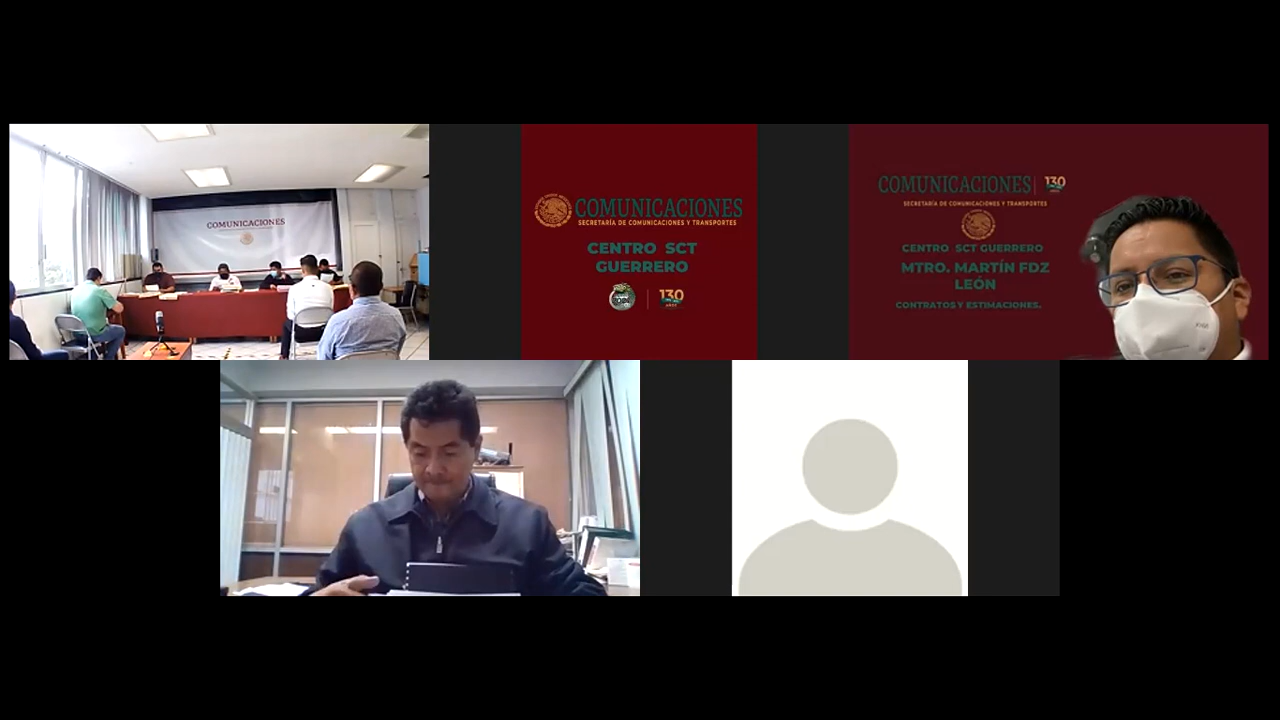 COMUNICACIONES
COMUNICACIONES
SECRETARÍA DE COMUNICACIONES Y TRANSPORTES
CENTRO SCT
GUERRERO
130
AÑOS
COMUNICACIONES
130
SECRETARÍA DE COMUNICACIONES Y TRANSPORTES
CENTRO SCT GUERRERO
MTRO. MARTÍN FDZ
LEÓN
CONTRATOS Y ESTIMACIONES.